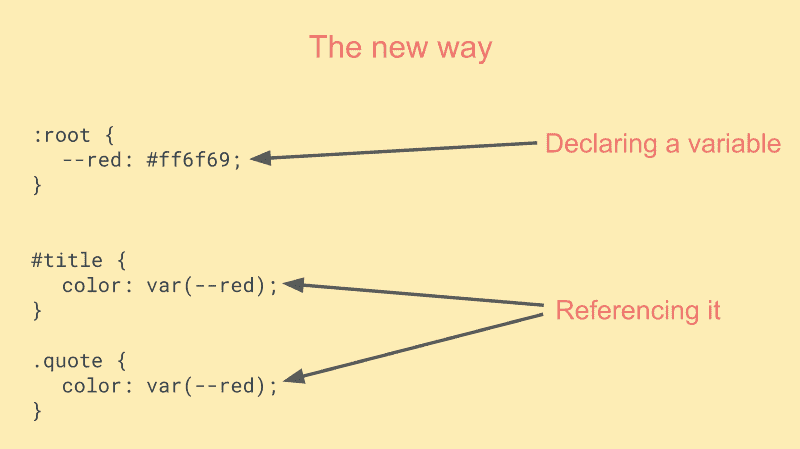 The new way
:root {
--red: #ff6f69;
}
Declaring a variable
#title {
color: var(--red);
}
Referencing it
.quote {
color: var(--red);
}